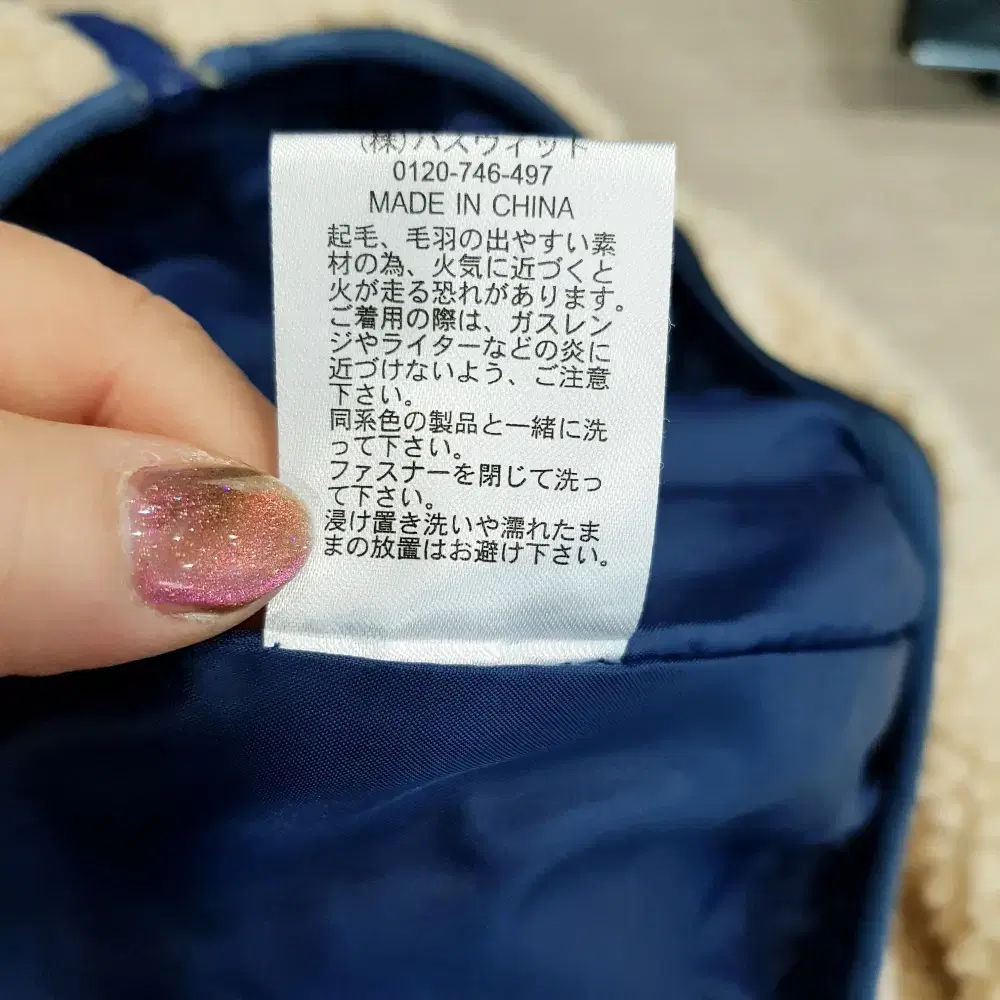 (株)ハズウィット
0120-746-497
MADE IN CHINA
起毛、毛羽の出やすい素
材の為、火気に近づくと
火が走る恐れがあります。
ご着用の際は、ガスレン
ジやライターなどの炎に
近づけないよう、ご注意
下さい。
同系色の製品と一緒に洗
って下さい。
ファスナーを閉じて洗っ
て下さい。
浸け置き洗いや濡れたま
まの放置はお避け下さい。